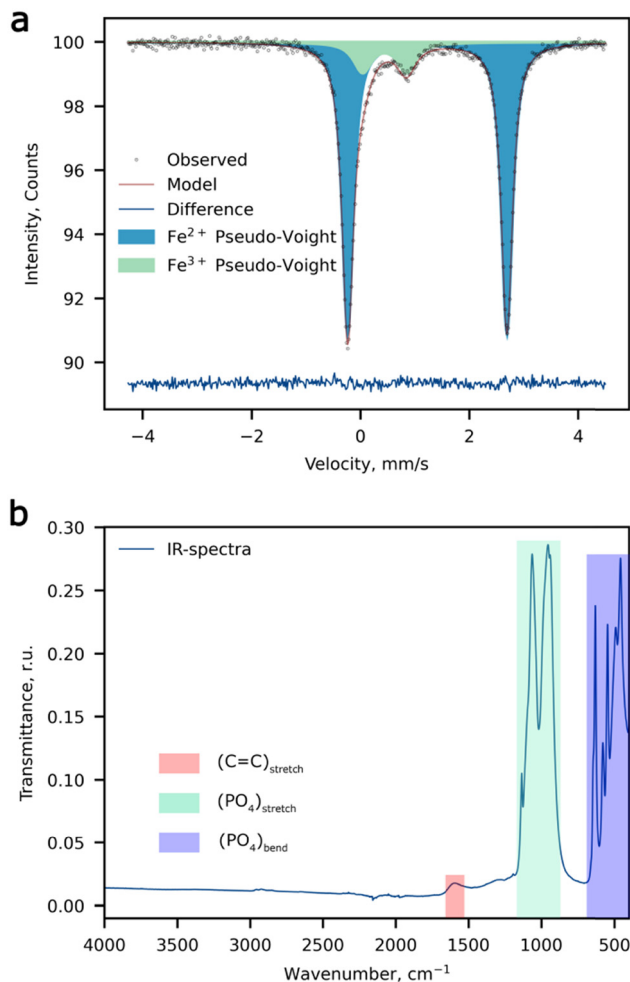 a
100
98
96
94
92
90
Intensity, Counts
Observed
Model
Difference
Fe²⁺ Pseudo-Voight
Fe³⁺ Pseudo-Voight
−4 −2 0 2 4
Velocity, mm/s
b
0.30
0.25
0.20
0.15
0.10
0.05
0.00
Transmittance, r.u.
IR-spectra
(C=C)stretch
(PO₄)stretch
(PO₄)bend
4000 3500 3000 2500 2000 1500 1000 500
Wavenumber, cm⁻¹